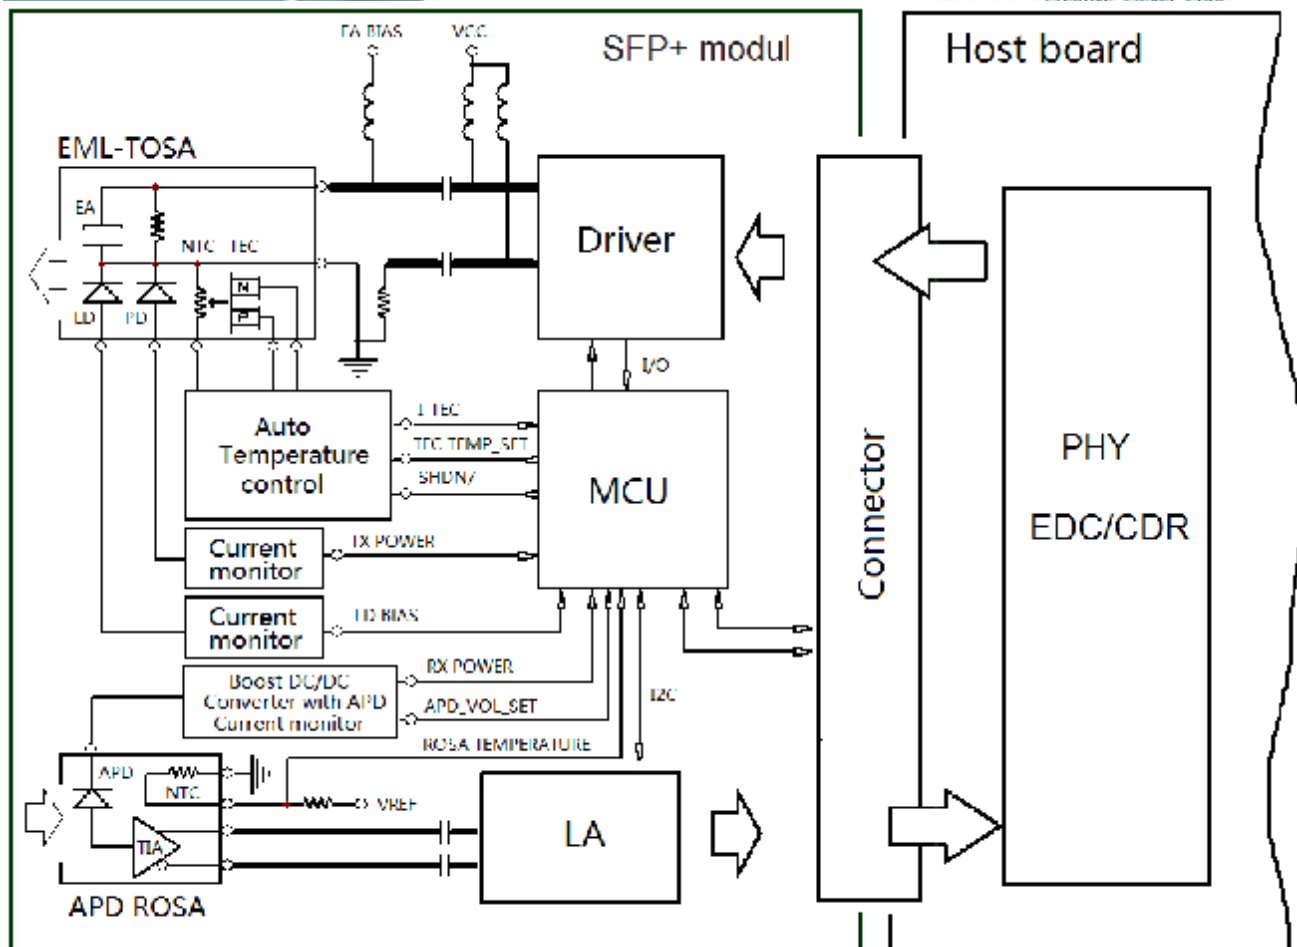 EA BIAS
VCC
SFP+ modul
Host board
EML-TOSA
EA
NTC
TEC
N
P
LD
PD
Driver
I/O
Auto
Temperature
control
I TEC
TEC TEMP_SET
SHDN/
MCU
Connector
PHY
EDC/CDR
Current
monitor
TX POWER
Current
monitor
LD BIAS
Boost DC/DC
Converter with APD
Current monitor
RX POWER
APD_VOL_SET
I2C
ROSA TEMPERATURE
APD
NTC
VREF
TIA
LA
APD ROSA